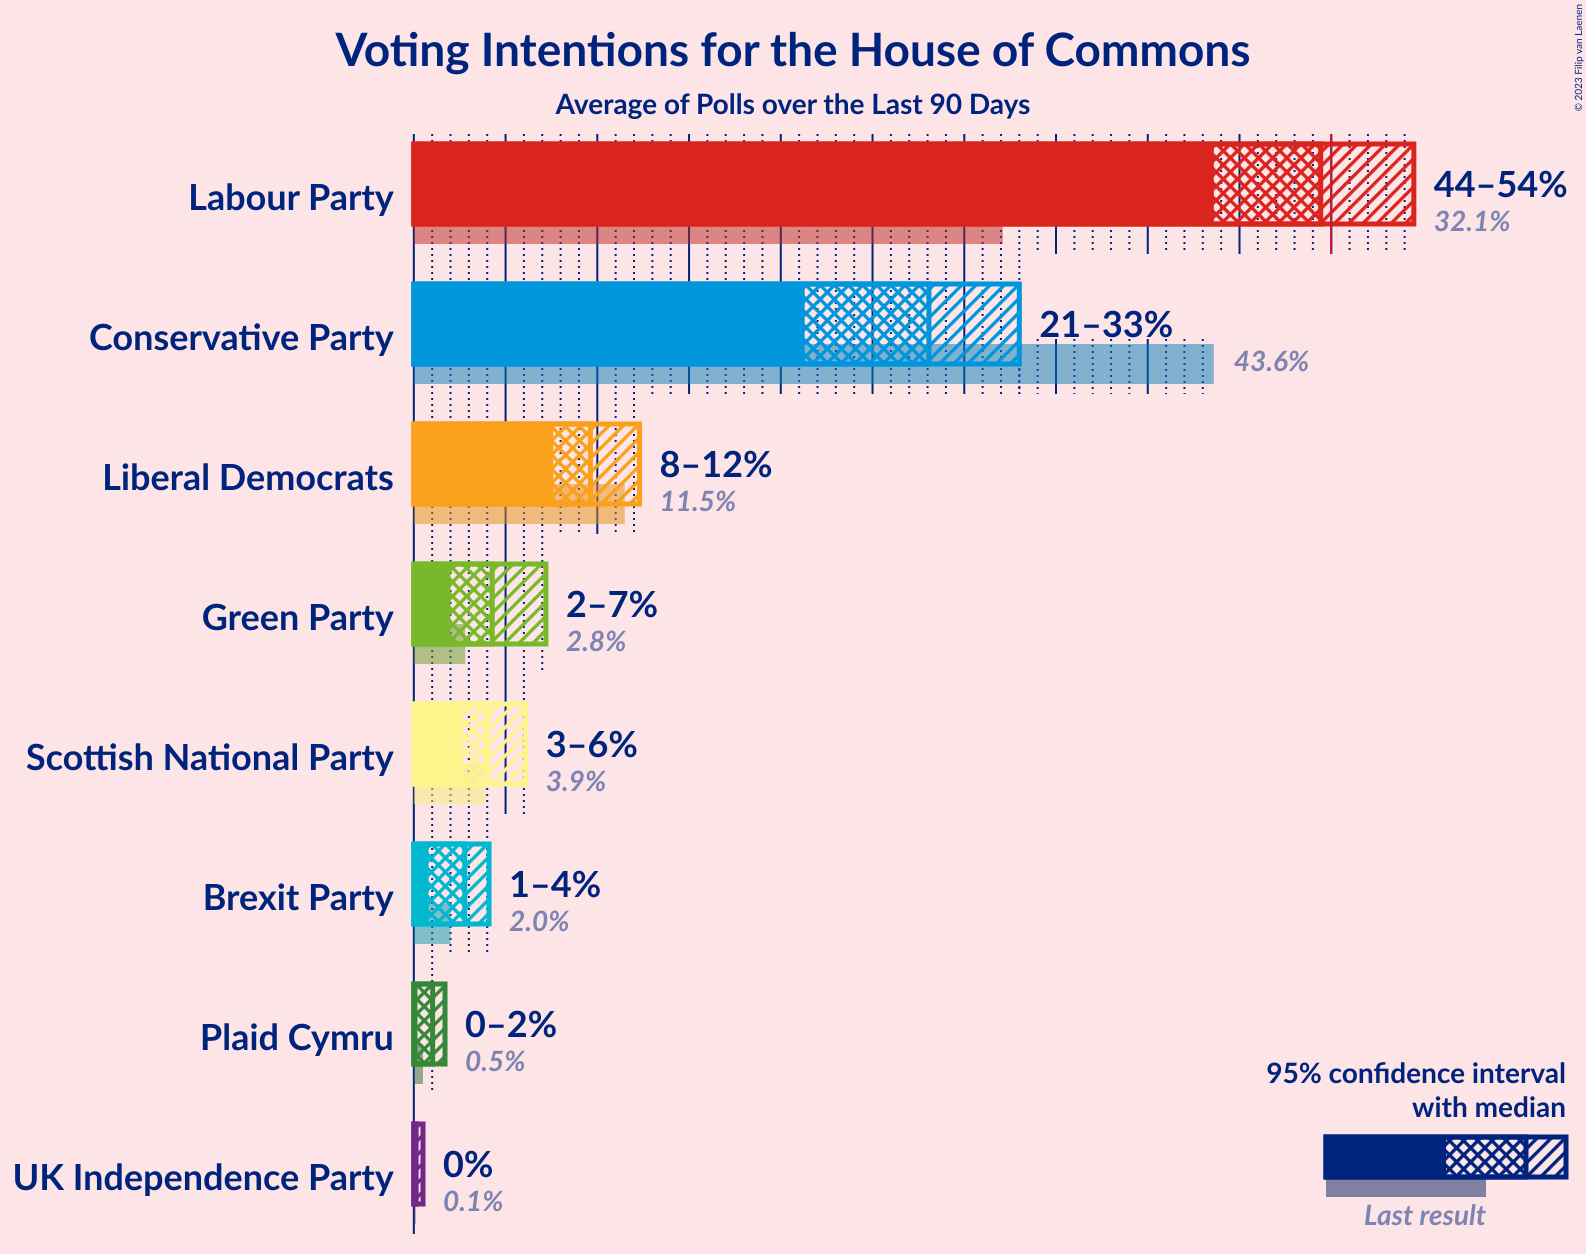 Voting Intentions for the House of Commons
Average of Polls over the Last 90 Days
© 2023 Filip van Laenen
Labour Party
44–54%
32.1%
Conservative Party
21–33%
43.6%
Liberal Democrats
8–12%
11.5%
Green Party
2–7%
2.8%
Scottish National Party
3–6%
3.9%
Brexit Party
1–4%
2.0%
Plaid Cymru
0–2%
0.5%
UK Independence Party
0%
0.1%
95% confidence interval
with median
Last result